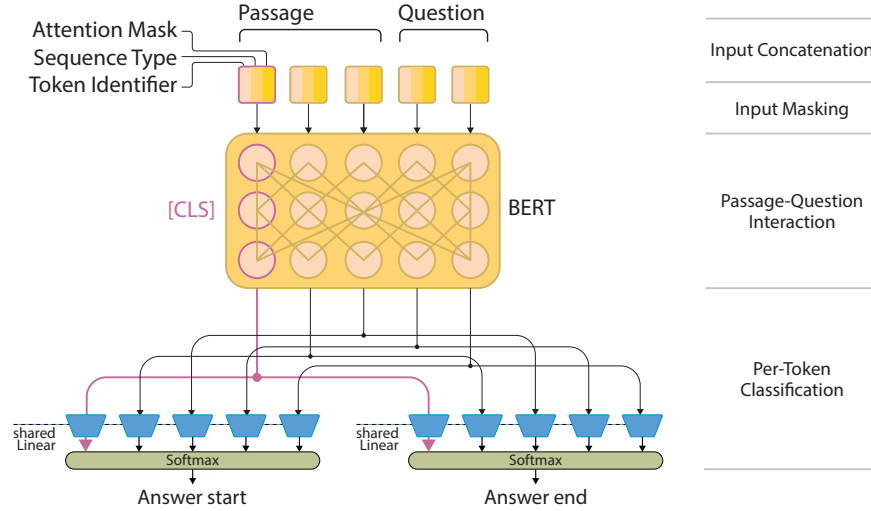 Passage
Question
Attention Mask
Sequence Type
Token Identifier
Input Concatenation
Input Masking
[CLS]
BERT
Passage-Question
Interaction
Per-Token
Classification
shared
Linear
Softmax
Answer start
shared
Linear
Softmax
Answer end